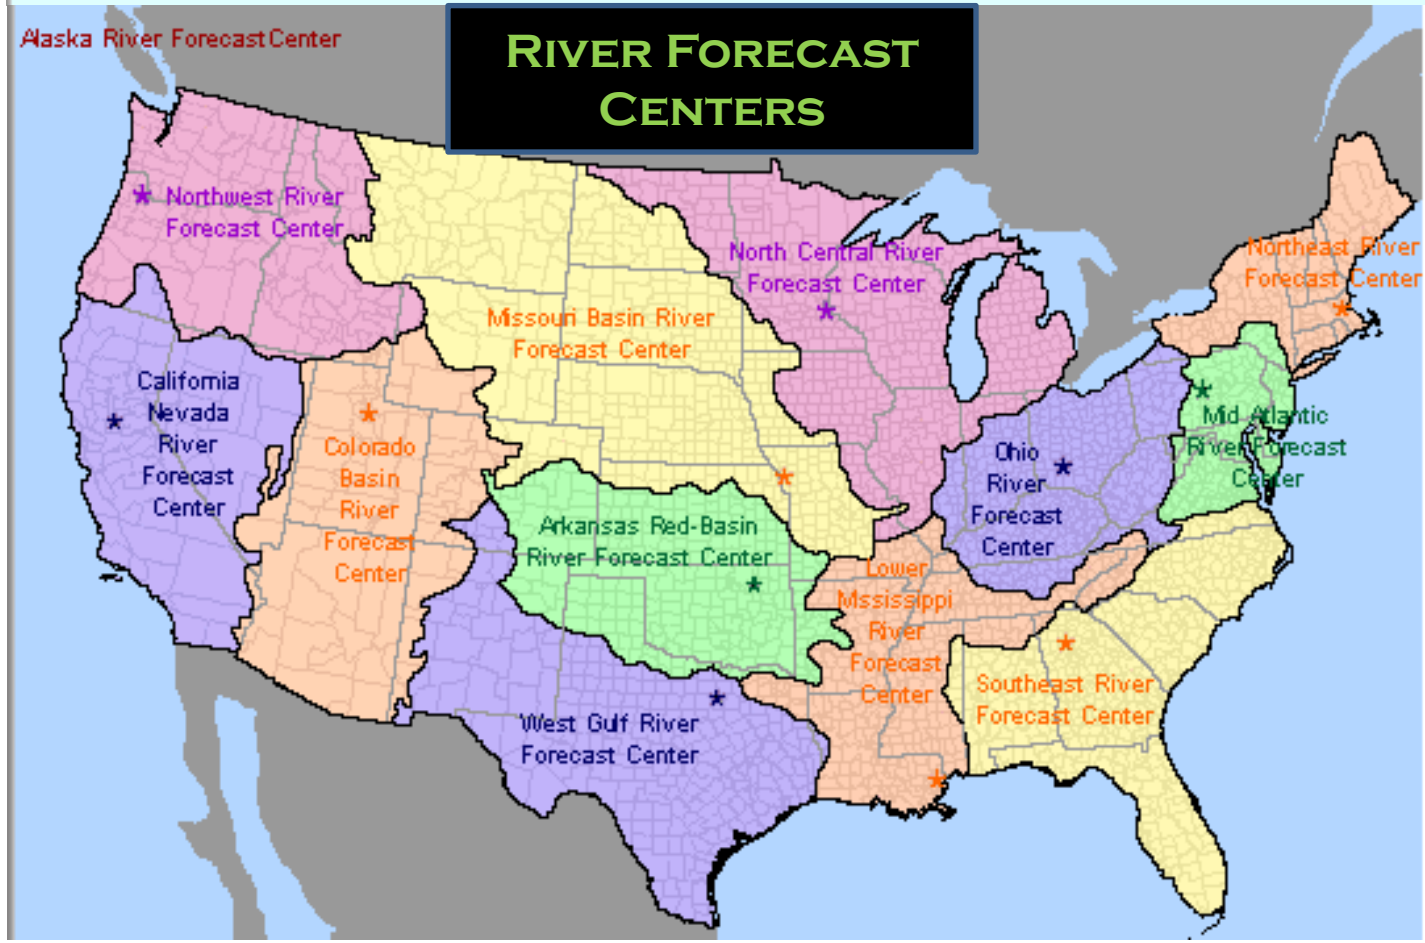 Alaska River Forecast Center
RIVER FORECAST
CENTERS
Northwest River
Forecast Center
North Central River
Forecast Center
Northeast River
Forecast Center
Missouri Basin River
Forecast Center
California
Nevada
River
Forecast
Center
Colorado
Basin
River
Forecast
Center
Ohio
River
Forecast
Center
Mid Atlantic
River Forecast
Center
Arkansas Red-Basin
River Forecast Center
Lower
Mississippi
River
Forecast
Center
Southeast River
Forecast Center
West Gulf River
Forecast Center